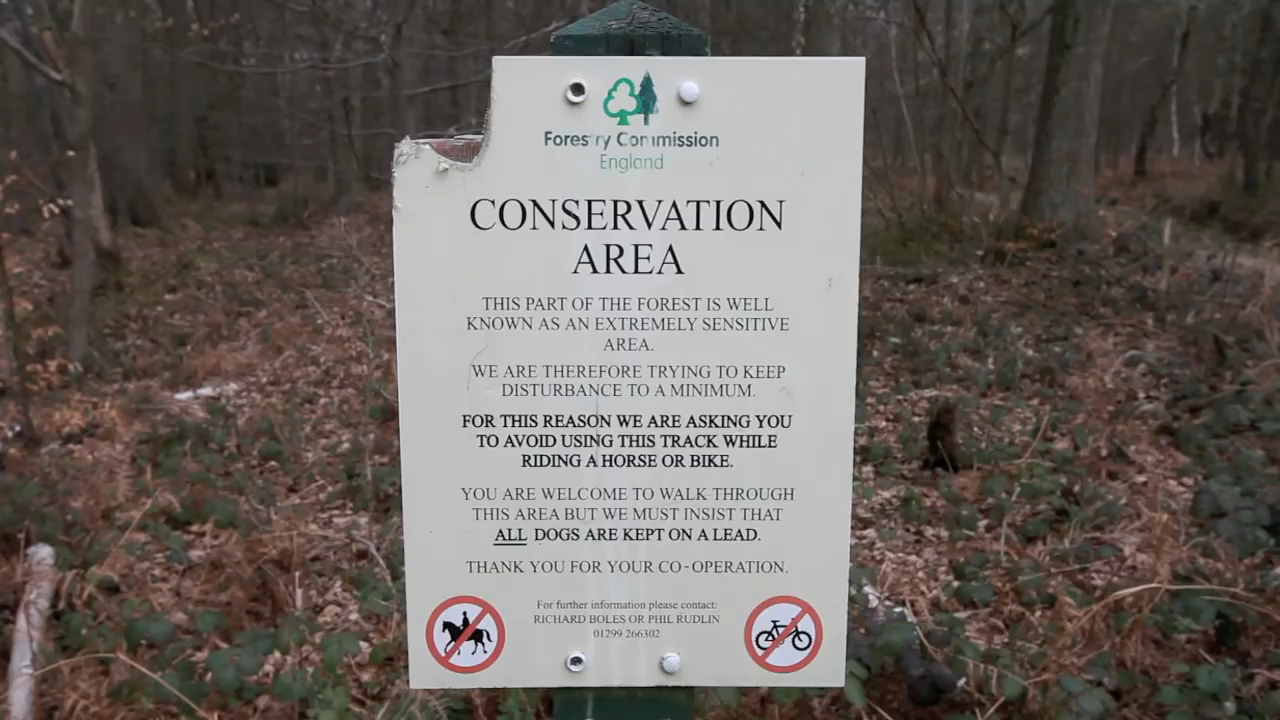 Forestry Commission
England
CONSERVATION
AREA
THIS PART OF THE FOREST IS WELL
KNOWN AS AN EXTREMELY SENSITIVE
AREA.
WE ARE THEREFORE TRYING TO KEEP
DISTURBANCE TO A MINIMUM.
FOR THIS REASON WE ARE ASKING YOU
TO AVOID USING THIS TRACK WHILE
RIDING A HORSE OR BIKE.
YOU ARE WELCOME TO WALK THROUGH
THIS AREA BUT WE MUST INSIST THAT
ALL DOGS ARE KEPT ON A LEAD.
THANK YOU FOR YOUR CO-OPERATION.
For further information please contact:
RICHARD BOLES OR PHIL RUDLIN
01299 266302